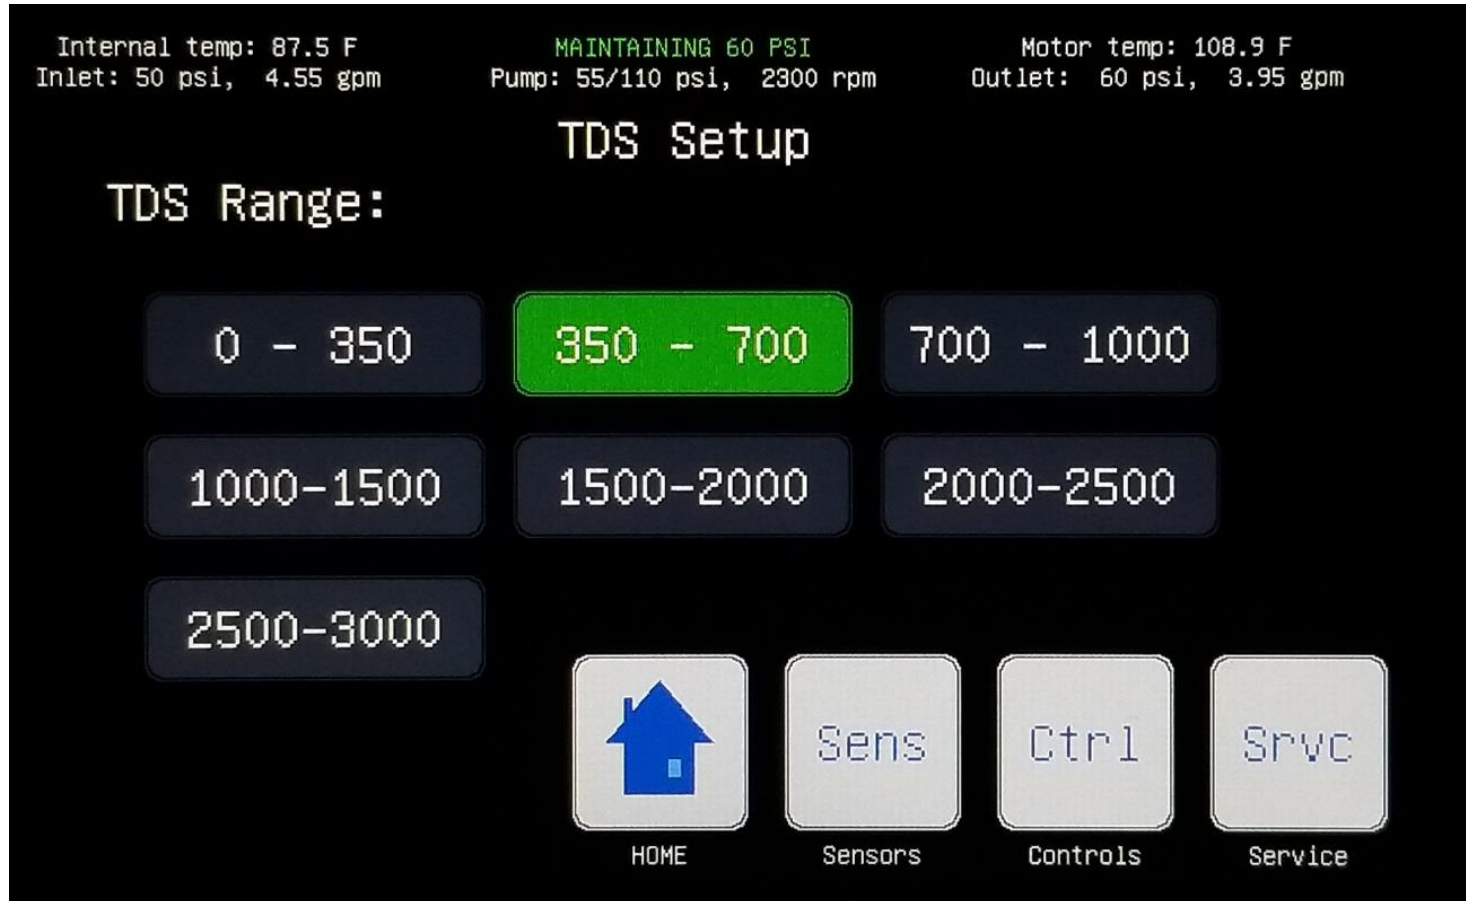 Internal temp: 87.5 F
MAINTAINING 60 PSI
Motor temp: 108.9 F
Inlet: 50 psi, 4.55 gpm
Pump: 55/110 psi, 2300 rpm
Outlet: 60 psi, 3.95 gpm
TDS Setup
TDS Range:
0 - 350
350 - 700
700 - 1000
1000-1500
1500-2000
2000-2500
2500-3000
Sens
Ctrl
Srvc
HOME
Sensors
Controls
Service